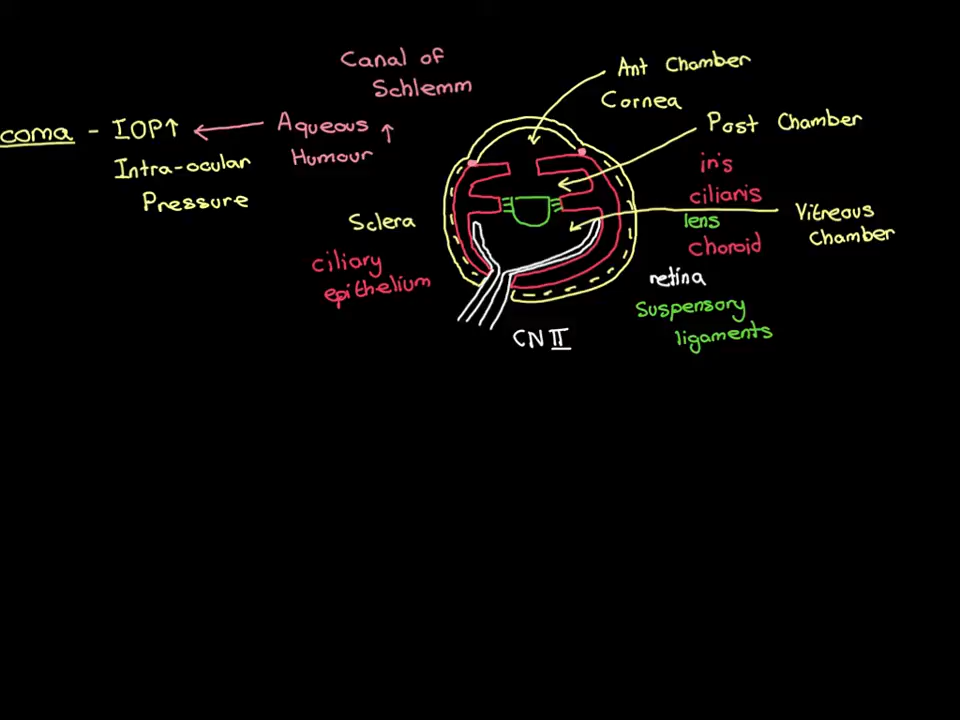 Canal of
Schlemm
Ant Chamber
Cornea
Post Chamber
coma - IOP↑
Intra-ocular
Pressure
Aqueous ↑
Humour
iris
ciliaris
lens
Choroid
retina
Suspensory
ligaments
Vitreous
Chamber
Sclera
ciliary
epithelium
CN II